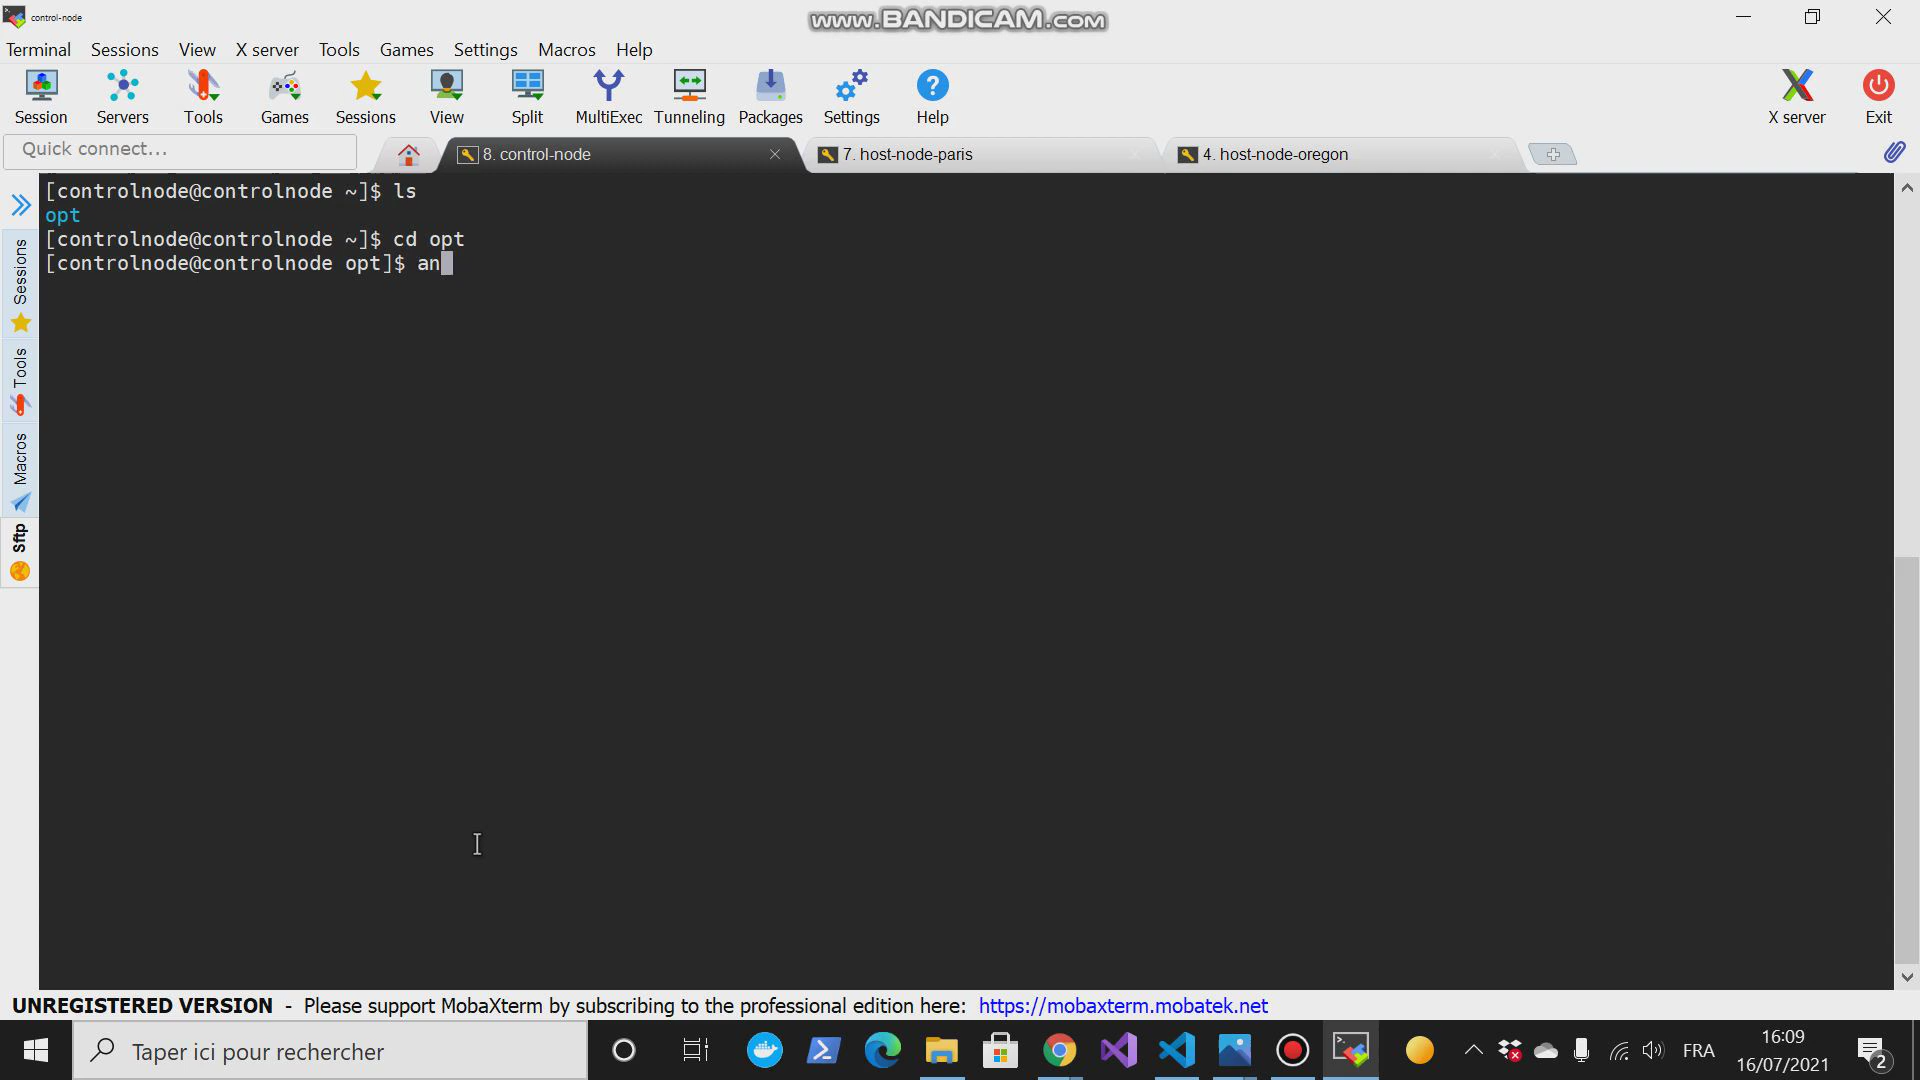 control-node
www.BANDICAM.com
Terminal Sessions View X server Tools Games Settings Macros Help
Session Servers Tools Games Sessions View Split MultiExec Tunneling Packages Settings Help X server Exit
Quick connect...
8. control-node
7. host-node-paris
4. host-node-oregon
[controlnode@controlnode ~]$ ls
opt
[controlnode@controlnode ~]$ cd opt
[controlnode@controlnode opt]$ an
Sessions
Tools
Macros
Sftp
UNREGISTERED VERSION - Please support MobaXterm by subscribing to the professional edition here: https://mobaxterm.mobatek.net
Taper ici pour rechercher
FRA
16:09
16/07/2021
2